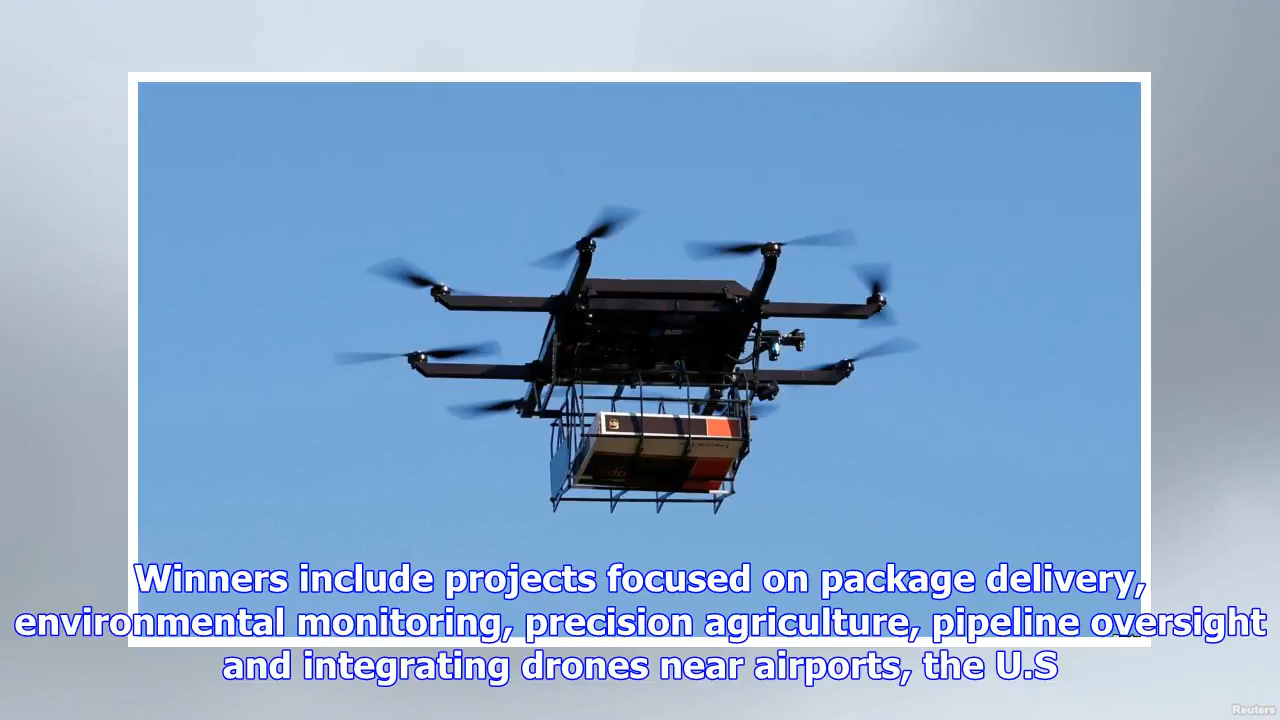 Winners include projects focused on package delivery,
environmental monitoring, precision agriculture, pipeline oversight
and integrating drones near airports, the U.S
Reuters